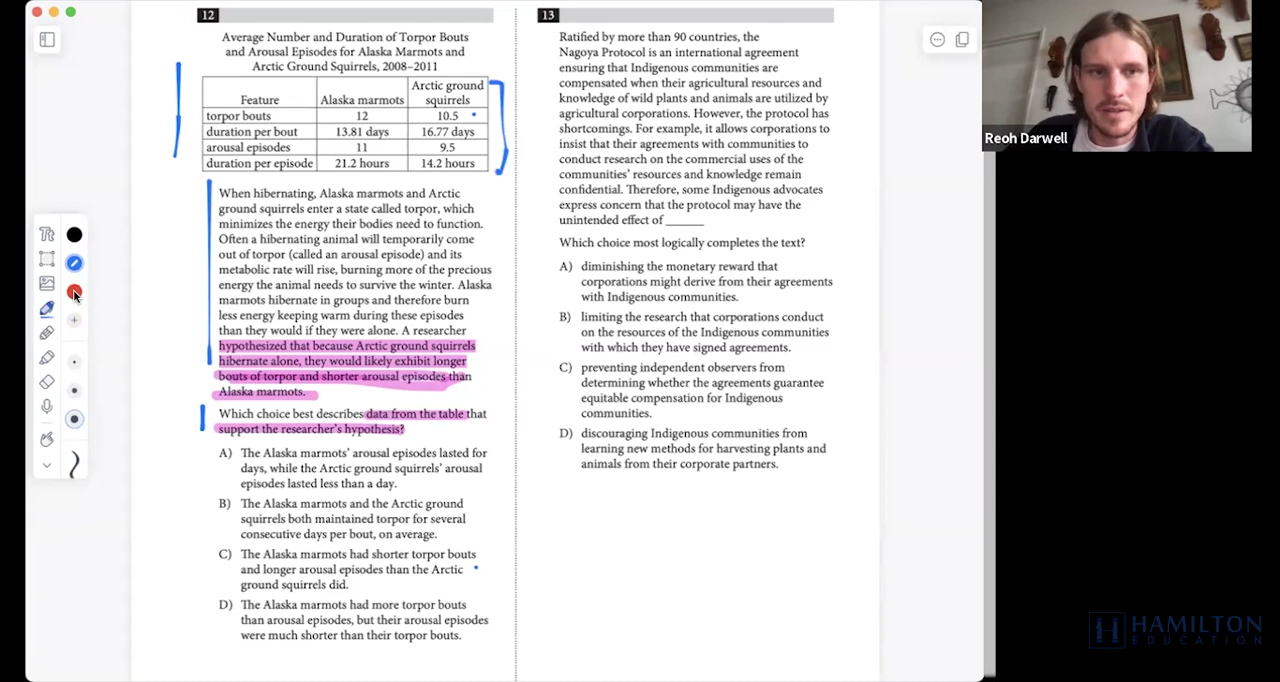 12
Average Number and Duration of Torpor Bouts
and Arousal Episodes for Alaska Marmots and
Arctic Ground Squirrels, 2008–2011
Feature Alaska marmots Arctic ground squirrels
torpor bouts 12 10.5
duration per bout 13.81 days 16.77 days
arousal episodes 11 9.5
duration per episode 21.2 hours 14.2 hours
When hibernating, Alaska marmots and Arctic
ground squirrels enter a state called torpor, which
minimizes the energy their bodies need to function.
Often a hibernating animal will temporarily come
out of torpor (called an arousal episode) and its
metabolic rate will rise, burning more of the precious
energy the animal needs to survive the winter. Alaska
marmots hibernate in groups and therefore burn
less energy keeping warm during these episodes
than they would if they were alone. A researcher
hypothesized that because Arctic ground squirrels
hibernate alone, they would likely exhibit longer
bouts of torpor and shorter arousal episodes than
Alaska marmots.
Which choice best describes data from the table that
support the researcher's hypothesis?
A) The Alaska marmots' arousal episodes lasted for
days, while the Arctic ground squirrels' arousal
episodes lasted less than a day.
B) The Alaska marmots and the Arctic ground
squirrels both maintained torpor for several
consecutive days per bout, on average.
C) The Alaska marmots had shorter torpor bouts
and longer arousal episodes than the Arctic
ground squirrels did.
D) The Alaska marmots had more torpor bouts
than arousal episodes, but their arousal episodes
were much shorter than their torpor bouts.
13
Ratified by more than 90 countries, the
Nagoya Protocol is an international agreement
ensuring that Indigenous communities are
compensated when their agricultural resources and
knowledge of wild plants and animals are utilized by
agricultural corporations. However, the protocol has
shortcomings. For example, it allows corporations to
insist that their agreements with communities to
conduct research on the commercial uses of the
communities' resources and knowledge remain
confidential. Therefore, some Indigenous advocates
express concern that the protocol may have the
unintended effect of ______
Which choice most logically completes the text?
A) diminishing the monetary reward that
corporations might derive from their agreements
with Indigenous communities.
B) limiting the research that corporations conduct
on the resources of the Indigenous communities
with which they have signed agreements.
C) preventing independent observers from
determining whether the agreements guarantee
equitable compensation for Indigenous
communities.
D) discouraging Indigenous communities from
learning new methods for harvesting plants and
animals from their corporate partners.
Reoh Darwell
HAMILTON
EDUCATION